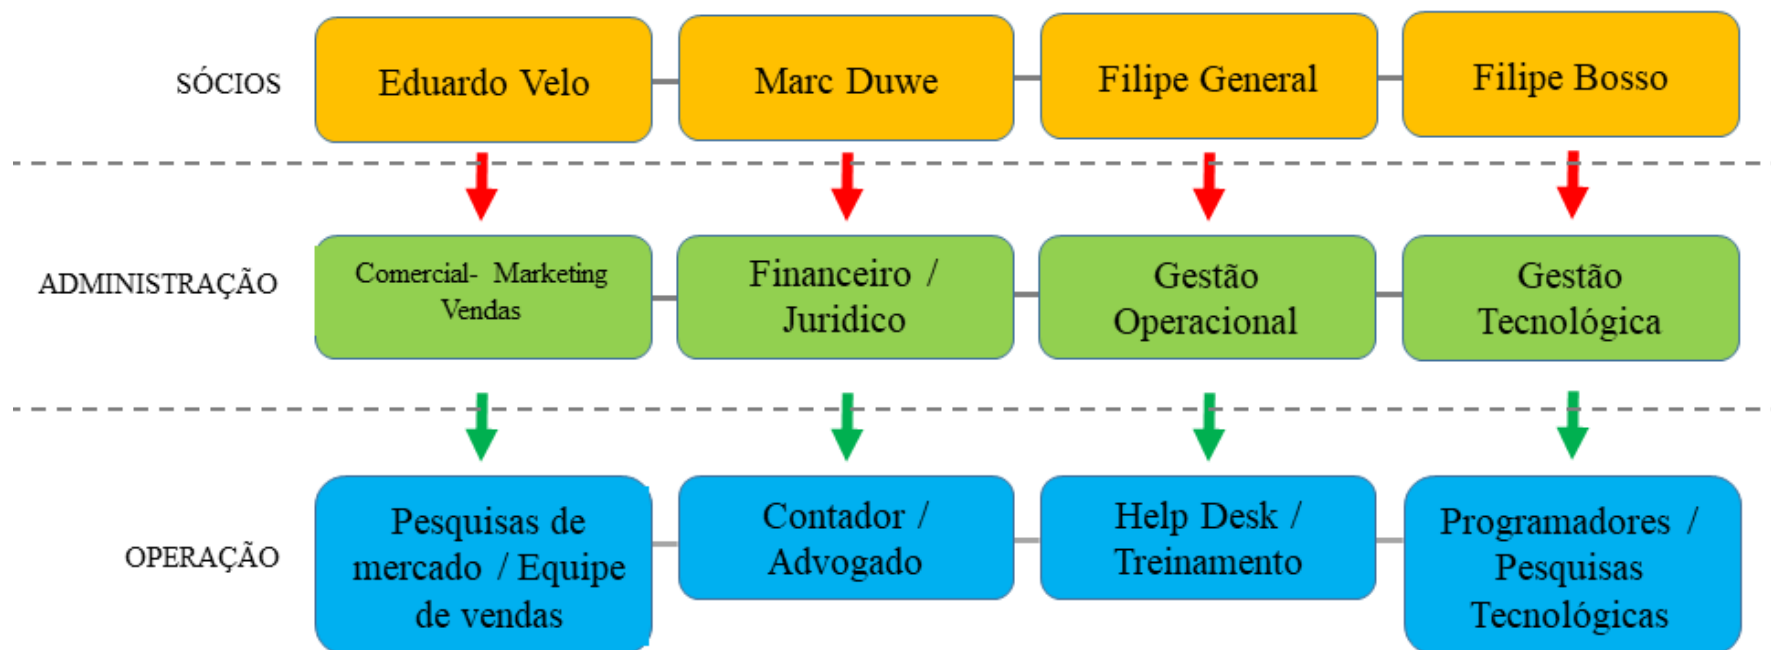 SÓCIOS
Eduardo Velo
Marc Duwe
Filipe General
Filipe Bosso
ADMINISTRAÇÃO
Comercial- Marketing
Vendas
Financeiro /
Juridico
Gestão
Operacional
Gestão
Tecnológica
OPERAÇÃO
Pesquisas de
mercado / Equipe
de vendas
Contador /
Advogado
Help Desk /
Treinamento
Programadores /
Pesquisas
Tecnológicas